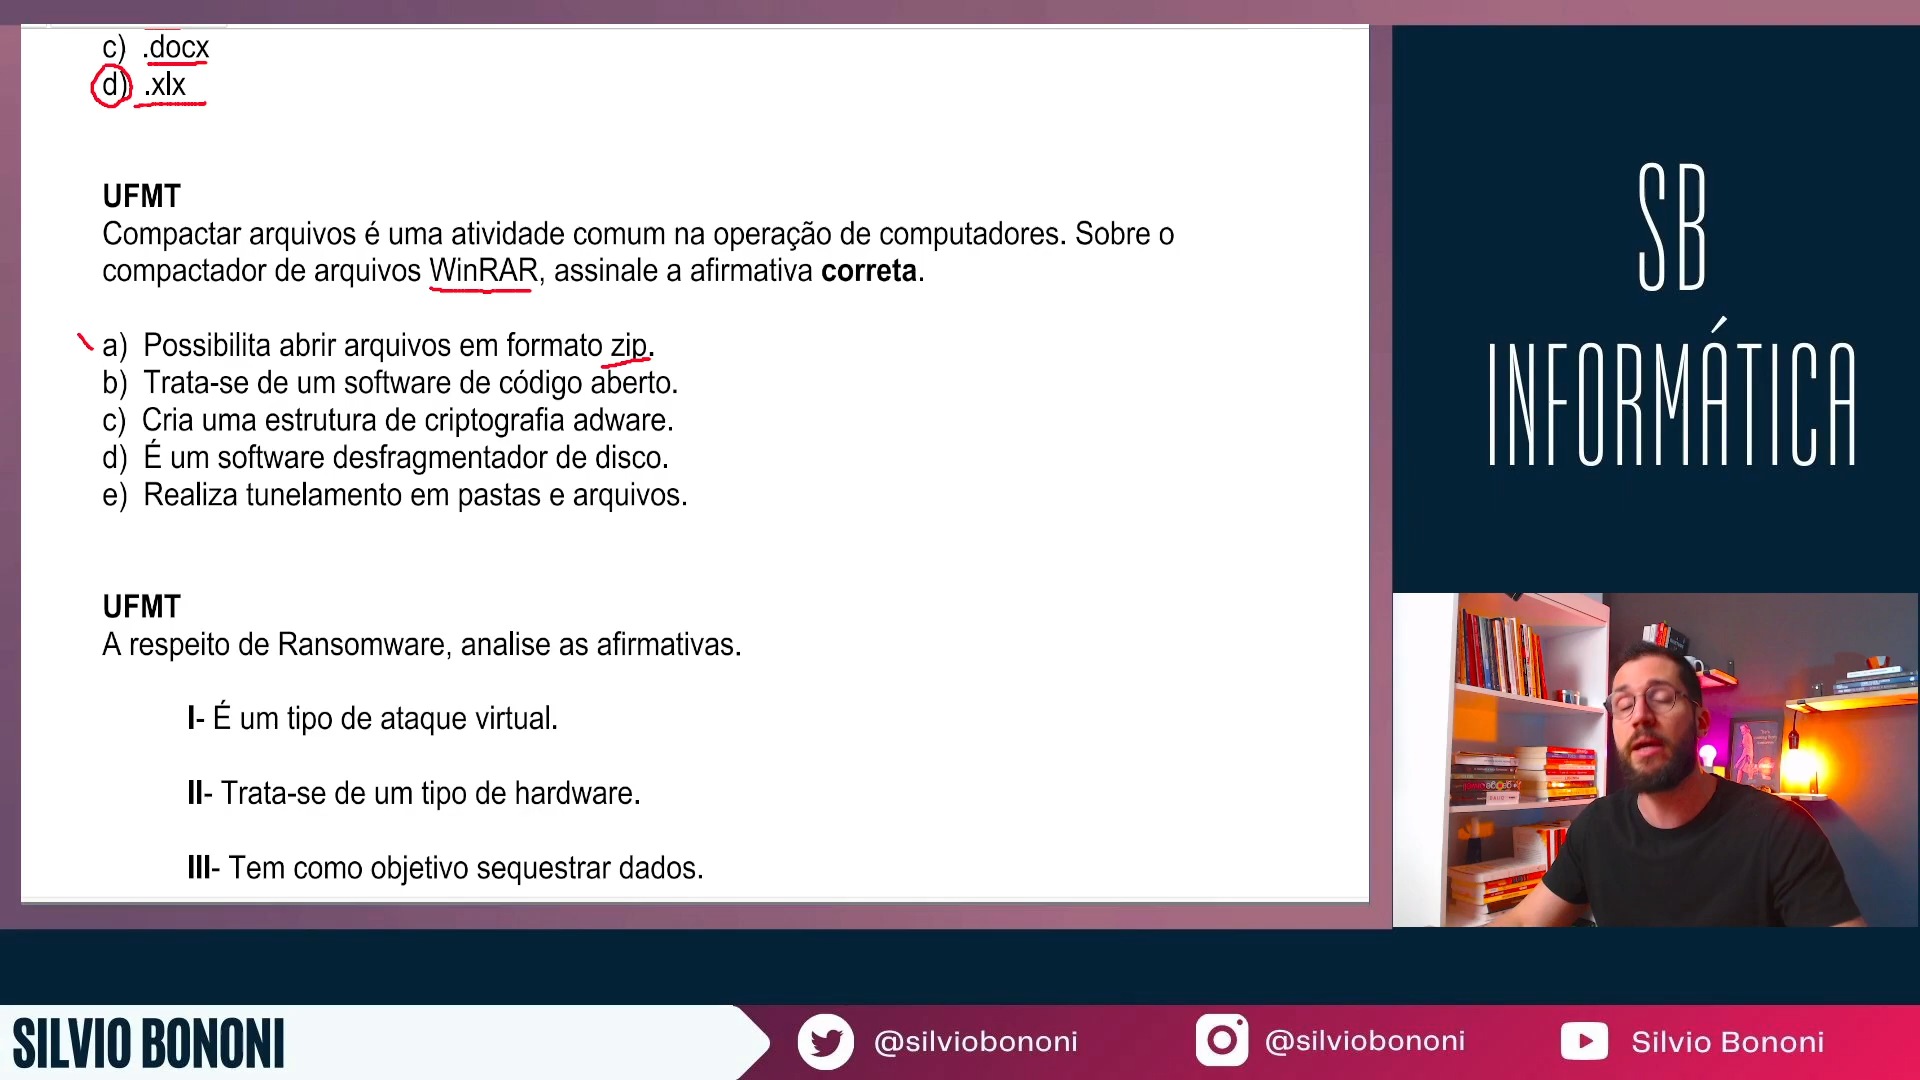 c) .docx
d) .xlx
UFMT
Compactar arquivos é uma atividade comum na operação de computadores. Sobre o
compactador de arquivos WinRAR, assinale a afirmativa correta.
a) Possibilita abrir arquivos em formato zip.
b) Trata-se de um software de código aberto.
c) Cria uma estrutura de criptografia adware.
d) É um software desfragmentador de disco.
e) Realiza tunelamento em pastas e arquivos.
UFMT
A respeito de Ransomware, analise as afirmativas.
I- É um tipo de ataque virtual.
II- Trata-se de um tipo de hardware.
III- Tem como objetivo sequestrar dados.
SB
INFORMÁTICA
SILVIO BONONI
@silviobononi
@silviobononi
Silvio Bononi